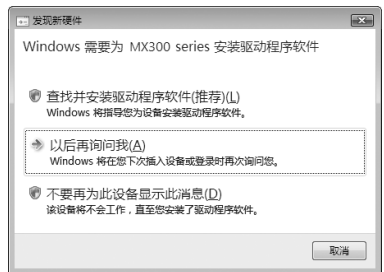 发现新硬件
Windows 需要为 MX300 series 安装驱动程序软件
查找并安装驱动程序软件(推荐)(L)
Windows 将指导您为设备安装驱动程序软件。
以后再询问我(A)
Windows 将在您下次插入设备或登录时再次询问您。
不要再为此设备显示此消息(D)
该设备将不会工作，直至您安装了驱动程序软件。
取消